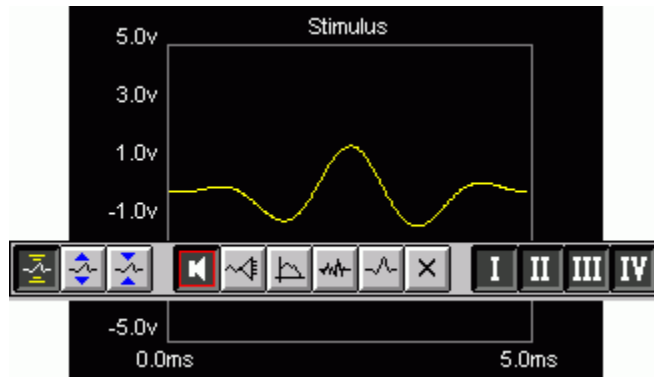 Stimulus
5.0v
3.0v
1.0v
-1.0v
I II III IV
-5.0v
0.0ms 5.0ms